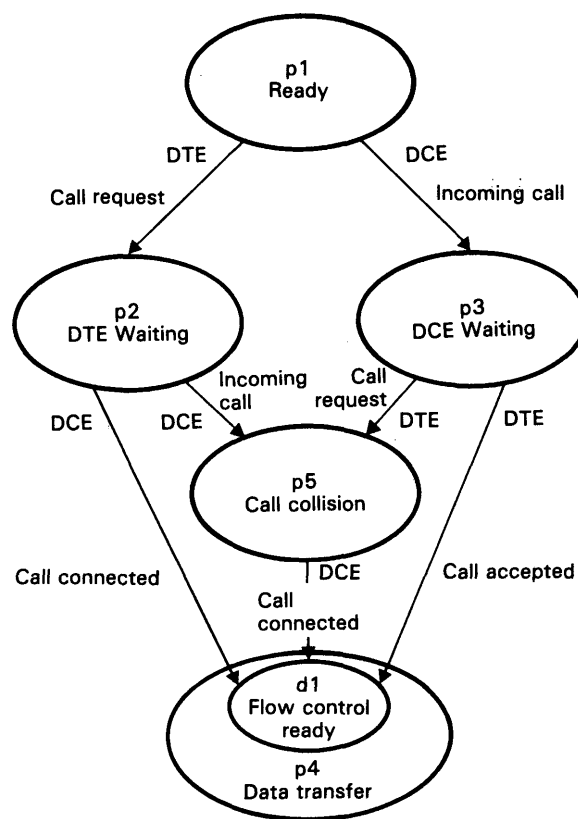 p1
Ready
DTE
DCE
Call request
Incoming call
p2
DTE Waiting
p3
DCE Waiting
Incoming
call
Call
request
DCE
DCE
DTE
DTE
p5
Call collision
Call connected
DCE
Call
connected
Call accepted
d1
Flow control
ready
p4
Data transfer